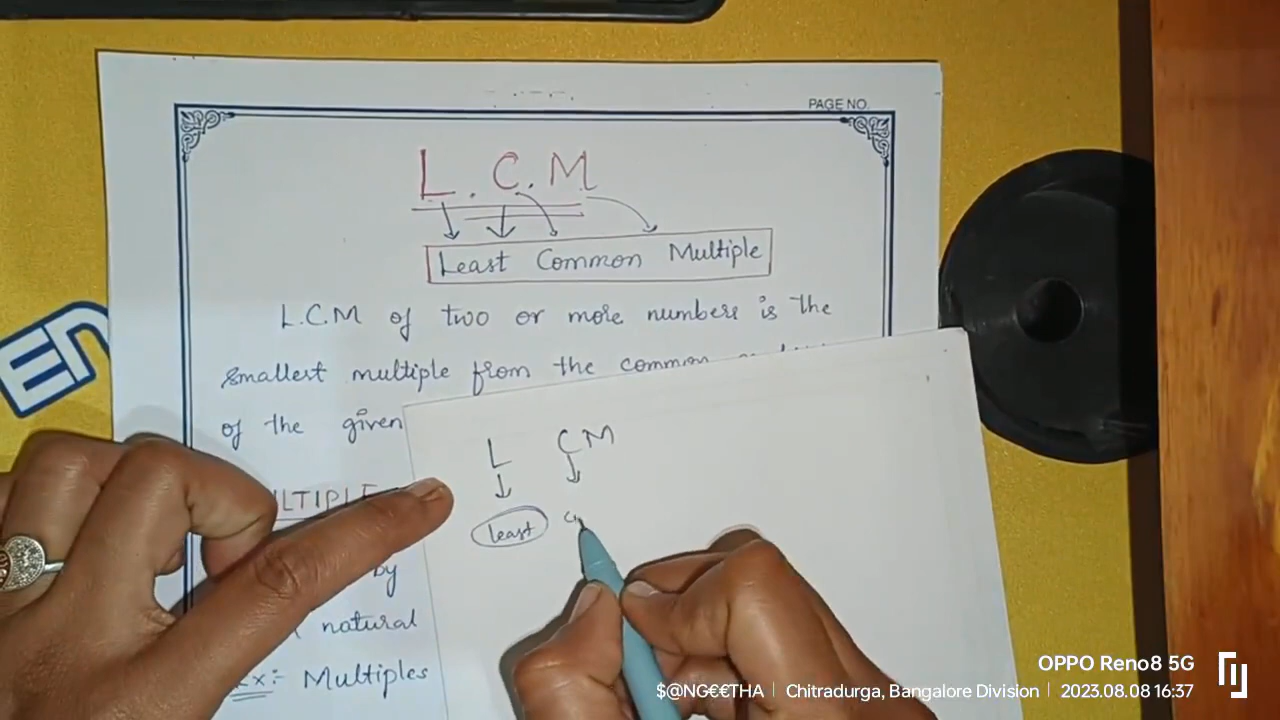 PAGE NO.
L.C.M
Least Common Multiple
L.C.M of two or more numbers is the
smallest multiple from the common
of the given
L CM
least
by
natural
Ex:- Multiples
EN
OPPO Reno8 5G
$@NG€€THA | Chitradurga, Bangalore Division | 2023.08.08 16:37